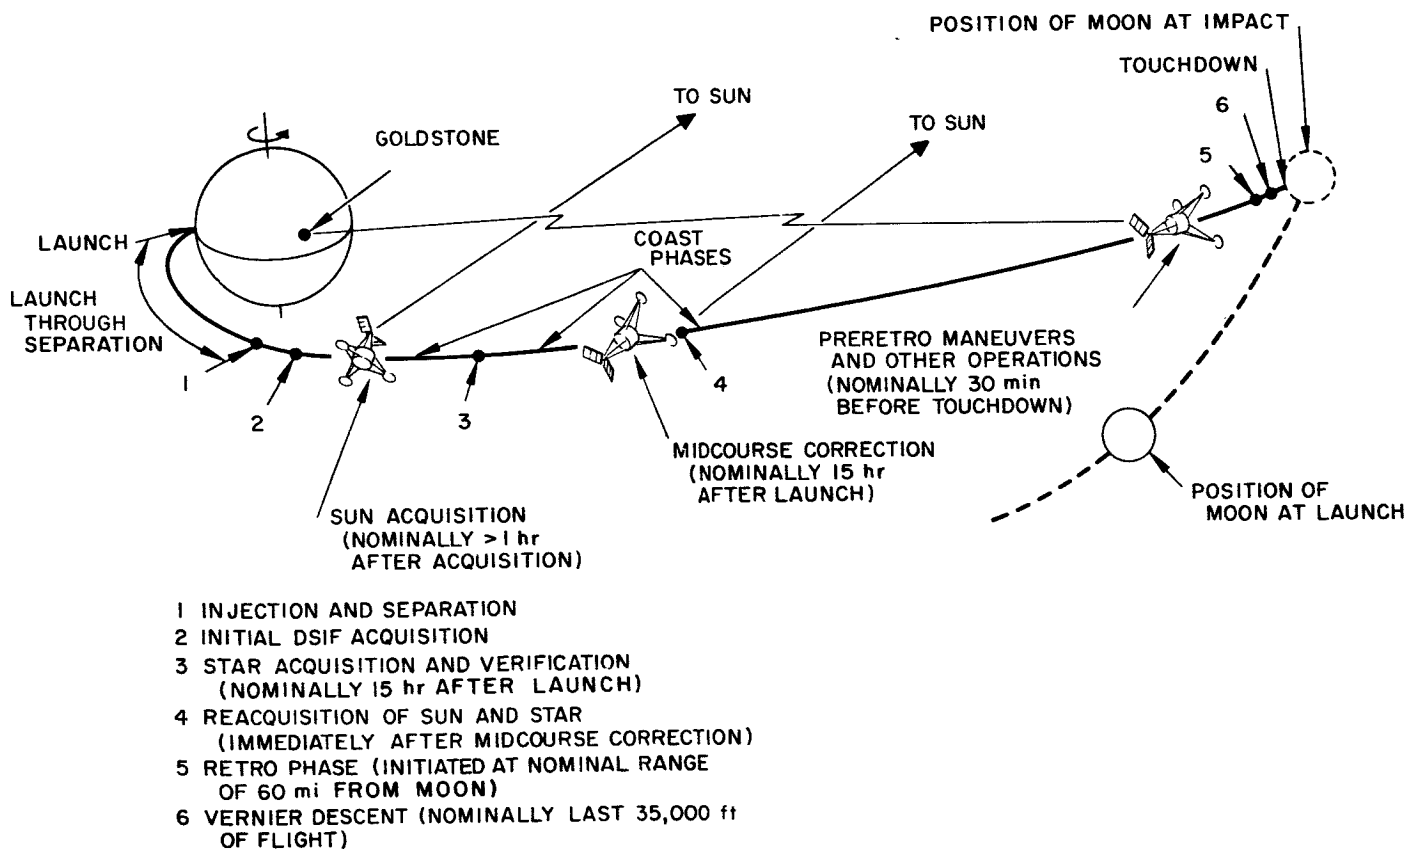 POSITION OF MOON AT IMPACT
TOUCHDOWN
6
5
TO SUN
TO SUN
GOLDSTONE
LAUNCH
COAST
PHASES
LAUNCH
THROUGH
SEPARATION
1
2
3
4
PRERETRO MANEUVERS
AND OTHER OPERATIONS
(NOMINALLY 30 min
BEFORE TOUCHDOWN)
MIDCOURSE CORRECTION
(NOMINALLY 15 hr
AFTER LAUNCH)
POSITION OF
MOON AT LAUNCH
SUN ACQUISITION
(NOMINALLY >1 hr
AFTER ACQUISITION)
1 INJECTION AND SEPARATION
2 INITIAL DSIF ACQUISITION
3 STAR ACQUISITION AND VERIFICATION
(NOMINALLY 15 hr AFTER LAUNCH)
4 REACQUISITION OF SUN AND STAR
(IMMEDIATELY AFTER MIDCOURSE CORRECTION)
5 RETRO PHASE (INITIATED AT NOMINAL RANGE
OF 60 mi FROM MOON)
6 VERNIER DESCENT (NOMINALLY LAST 35,000 ft
OF FLIGHT)